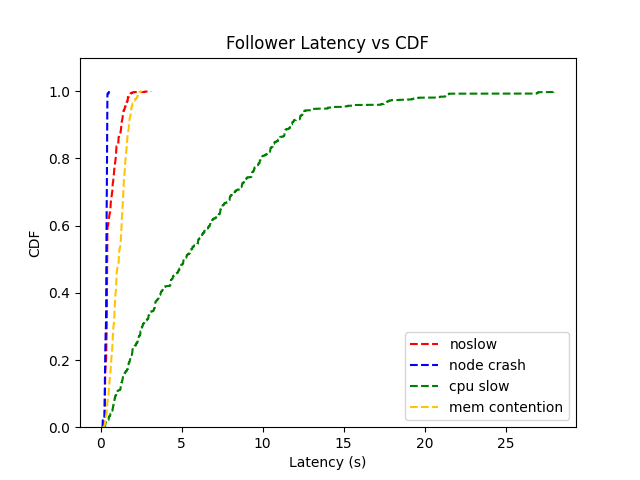 Follower Latency vs CDF
CDF
1.0
0.8
0.6
0.4
0.2
0.0
0
5
10
15
20
25
Latency (s)
noslow
node crash
cpu slow
mem contention